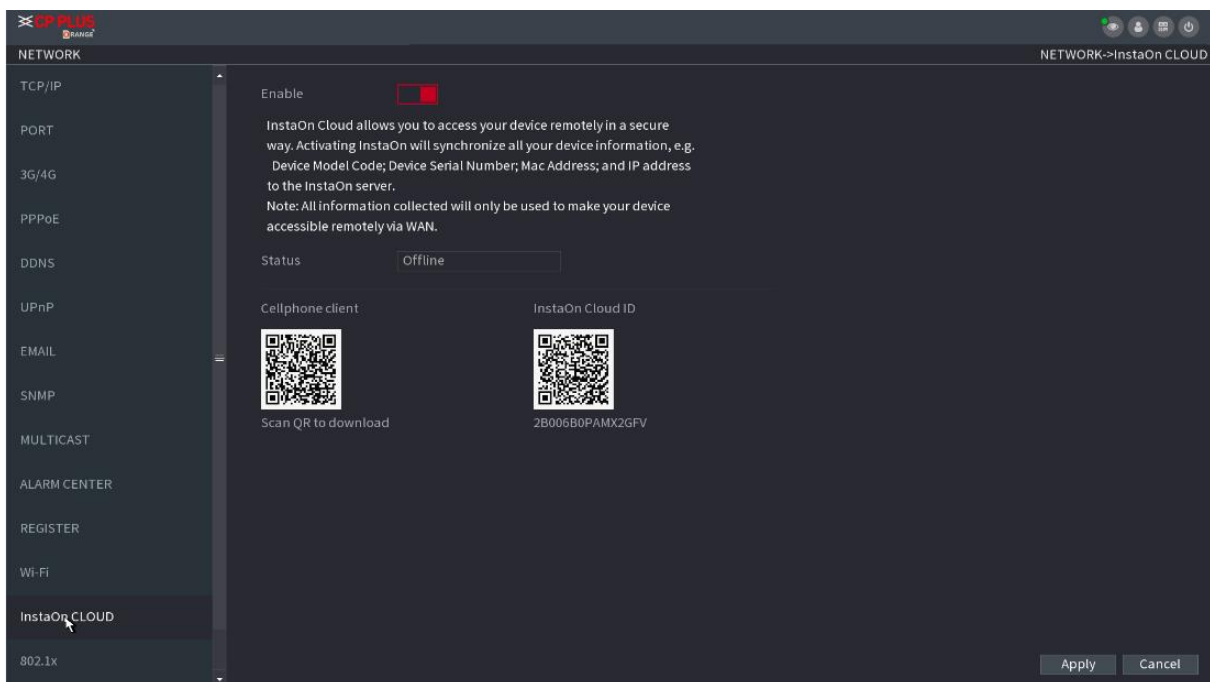 CP PLUS
ORANGE
NETWORK
NETWORK->InstaOn CLOUD
TCP/IP
PORT
3G/4G
PPPoE
DDNS
UPnP
EMAIL
SNMP
MULTICAST
ALARM CENTER
REGISTER
Wi-Fi
InstaOn CLOUD
802.1x
Enable
InstaOn Cloud allows you to access your device remotely in a secure
way. Activating InstaOn will synchronize all your device information, e.g.
Device Model Code; Device Serial Number; Mac Address; and IP address
to the InstaOn server.
Note: All information collected will only be used to make your device
accessible remotely via WAN.
Status
Offline
Cellphone client
InstaOn Cloud ID
Scan QR to download
2B006B0PAMX2GFV
Apply
Cancel